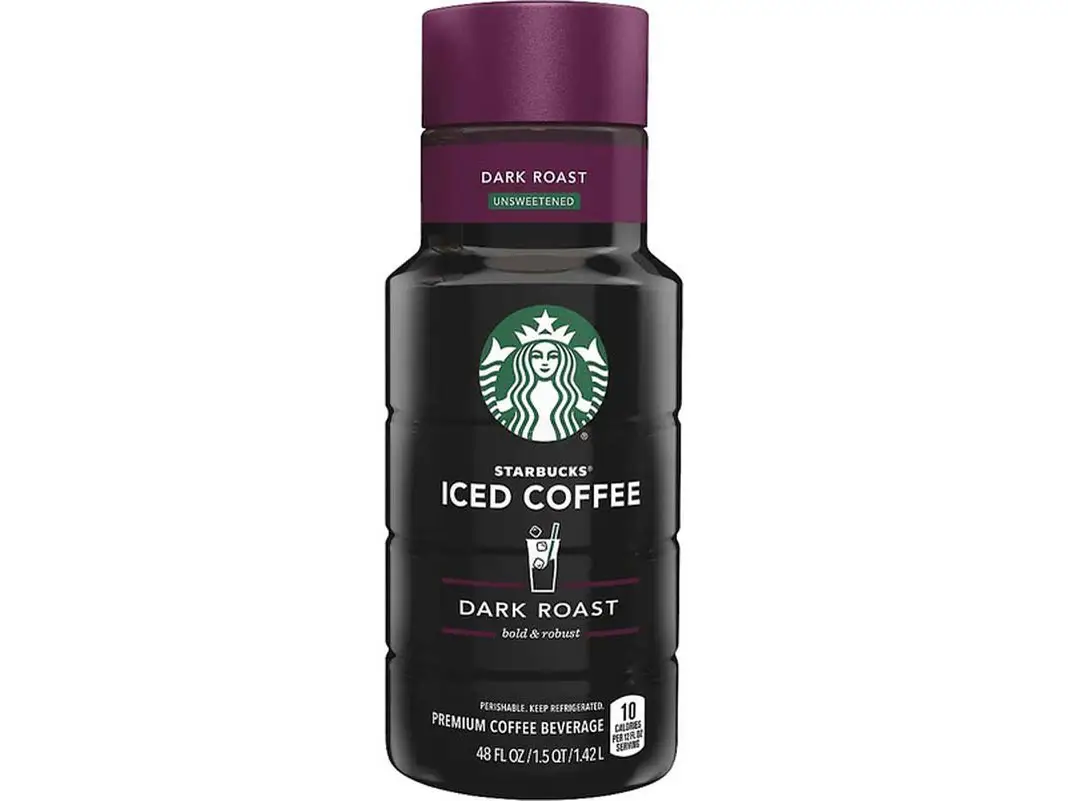 DARK ROAST
UNSWEETENED
®
STARBUCKS®
ICED COFFEE
DARK ROAST
bold & robust
PERISHABLE. KEEP REFRIGERATED.
PREMIUM COFFEE BEVERAGE
48 FL OZ/1.5 QT/1.42 L
10
CALORIES
PER 12 FL OZ
SERVING